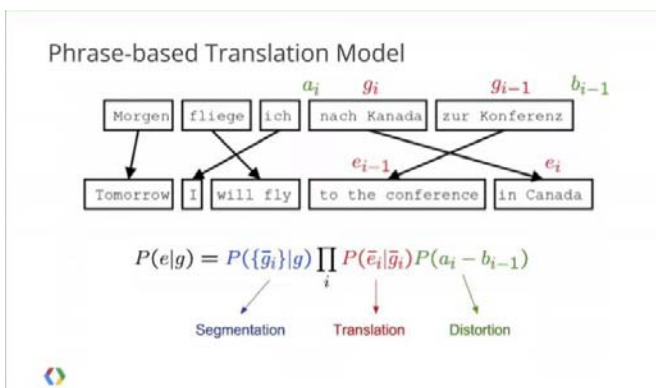 Phrase-based Translation Model
a_i g_i g_{i-1} b_{i-1}
Morgen fliege ich nach Kanada zur Konferenz
e_{i-1} e_i
Tomorrow I will fly to the conference in Canada
P(e|g) = P({ḡ_i}|g) ∏_i P(ē_i|ḡ_i)P(a_i − b_{i-1})
Segmentation Translation Distortion